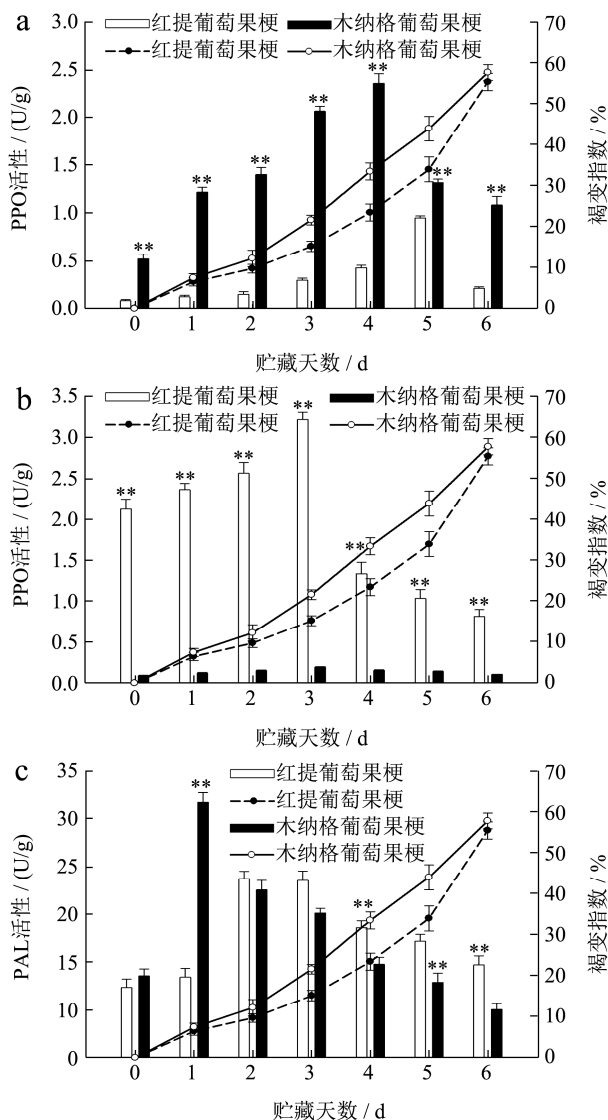 a
红提葡萄果梗 木纳格葡萄果梗
红提葡萄果梗 木纳格葡萄果梗
3.0
2.5
2.0
1.5
1.0
0.5
0.0
PPO活性 / (U/g)
** ** ** ** ** ** **
70
60
50
40
30
20
10
0
褐变指数 / %
0 1 2 3 4 5 6
贮藏天数 / d
b
红提葡萄果梗 木纳格葡萄果梗
红提葡萄果梗 木纳格葡萄果梗
3.5
3.0
2.5
2.0
1.5
1.0
0.5
0.0
PPO活性 / (U/g)
** ** ** ** ** ** **
70
60
50
40
30
20
10
0
褐变指数 / %
0 1 2 3 4 5 6
贮藏天数 / d
c
红提葡萄果梗
红提葡萄果梗
木纳格葡萄果梗
木纳格葡萄果梗
35
30
25
20
15
10
0
PAL活性 / (U/g)
** ** ** **
70
60
50
40
30
20
10
0
褐变指数 / %
0 1 2 3 4 5 6
贮藏天数 / d